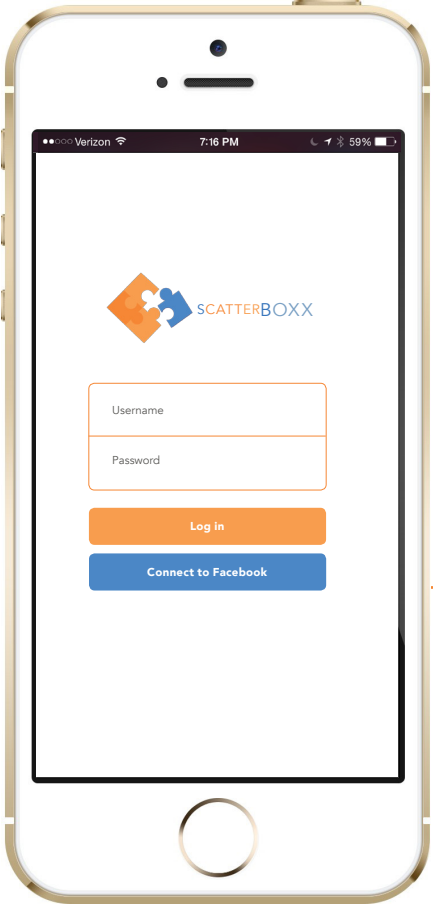 Verizon 7:16 PM 59%
SCATTERBOXX
Username
Password
Log in
Connect to Facebook